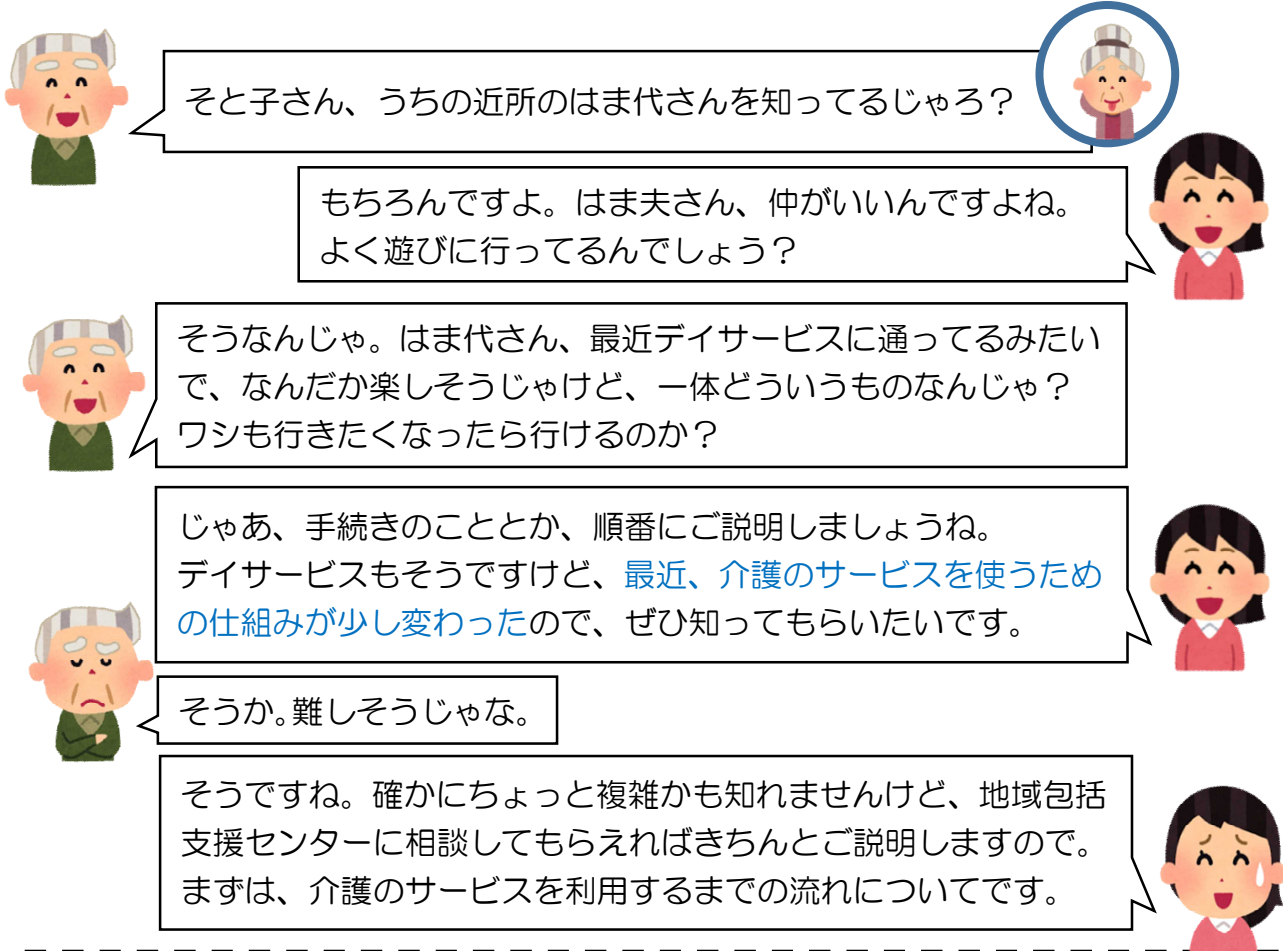 そと子さん、うちの近所のはま代さんを知ってるじゃろ？
もちろんですよ。はま夫さん、仲がいいんですよね。
よく遊びに行ってるんでしょう？
そうなんじゃ。はま代さん、最近デイサービスに通ってるみたい
で、なんだか楽しそうじゃけど、一体どういうものなんじゃ？
ワシも行きたくなったら行けるのか？
じゃあ、手続きのこととか、順番にご説明しましょうね。
デイサービスもそうですけど、最近、介護のサービスを使うため
の仕組みが少し変わったので、ぜひ知ってもらいたいです。
そうか。難しそうじゃな。
そうですね。確かにちょっと複雑かも知れませんけど、地域包括
支援センターに相談してもらえればきちんとご説明しますので。
まずは、介護のサービスを利用するまでの流れについてです。